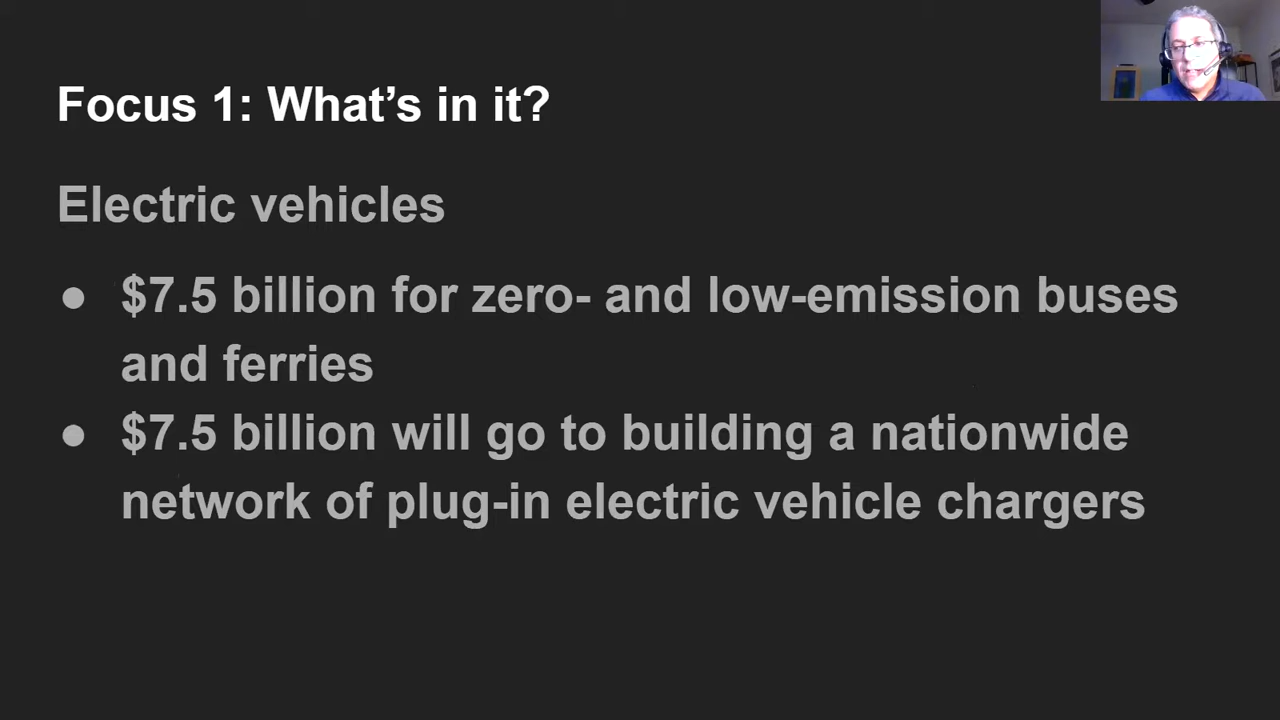 Focus 1: What’s in it?
Electric vehicles
● $7.5 billion for zero- and low-emission buses
and ferries
● $7.5 billion will go to building a nationwide
network of plug-in electric vehicle chargers